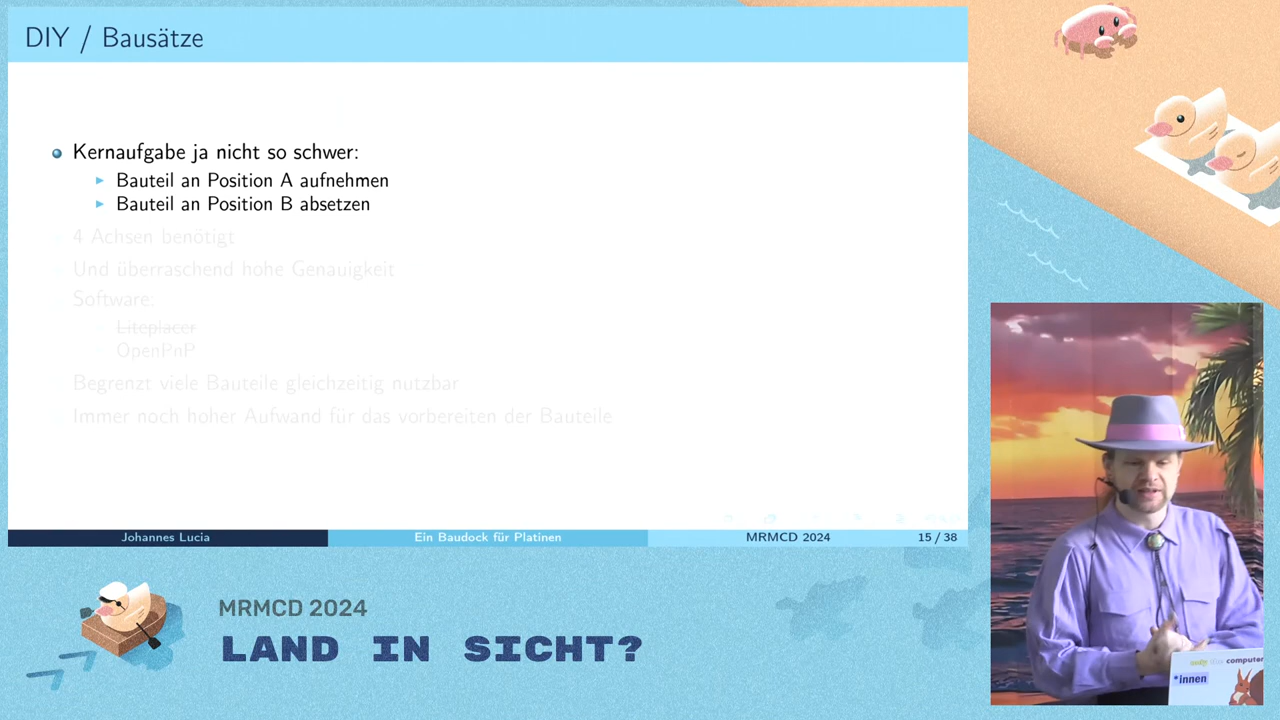 DIY / Bausätze
Kernaufgabe ja nicht so schwer:
Bauteil an Position A aufnehmen
Bauteil an Position B absetzen
4 Achsen benötigt
Und überraschend hohe Genauigkeit
Software:
Liteplacer
OpenPnP
Begrenzt viele Bauteile gleichzeitig nutzbar
Immer noch hoher Aufwand für das vorbereiten der Bauteile
Johannes Lucia
Ein Baudock für Platinen
MRMCD 2024
15 / 38
MRMCD 2024
LAND IN SICHT?
computer
*innen